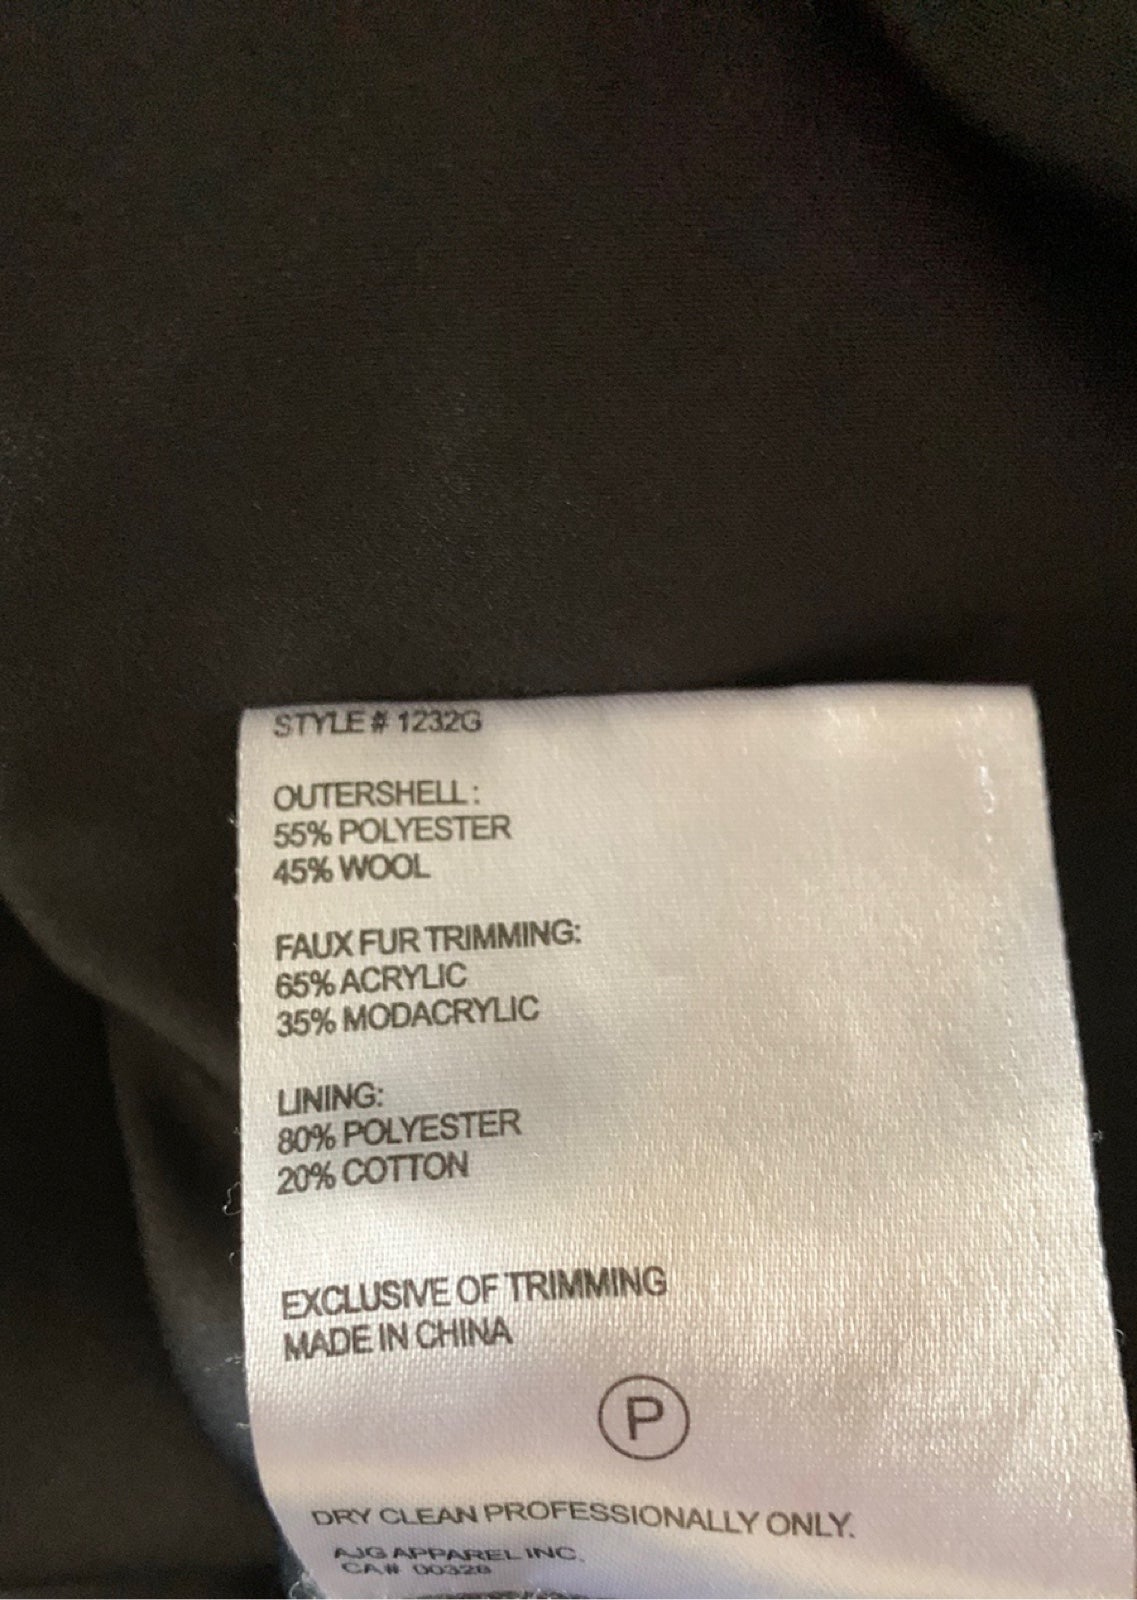 STYLE # 1232G
OUTERSHELL:
55% POLYESTER
45% WOOL
FAUX FUR TRIMMING:
65% ACRYLIC
35% MODACRYLIC
LINING:
80% POLYESTER
20% COTTON
EXCLUSIVE OF TRIMMING
MADE IN CHINA
P
DRY CLEAN PROFESSIONALLY ONLY.
AJG APPAREL INC.
CA#